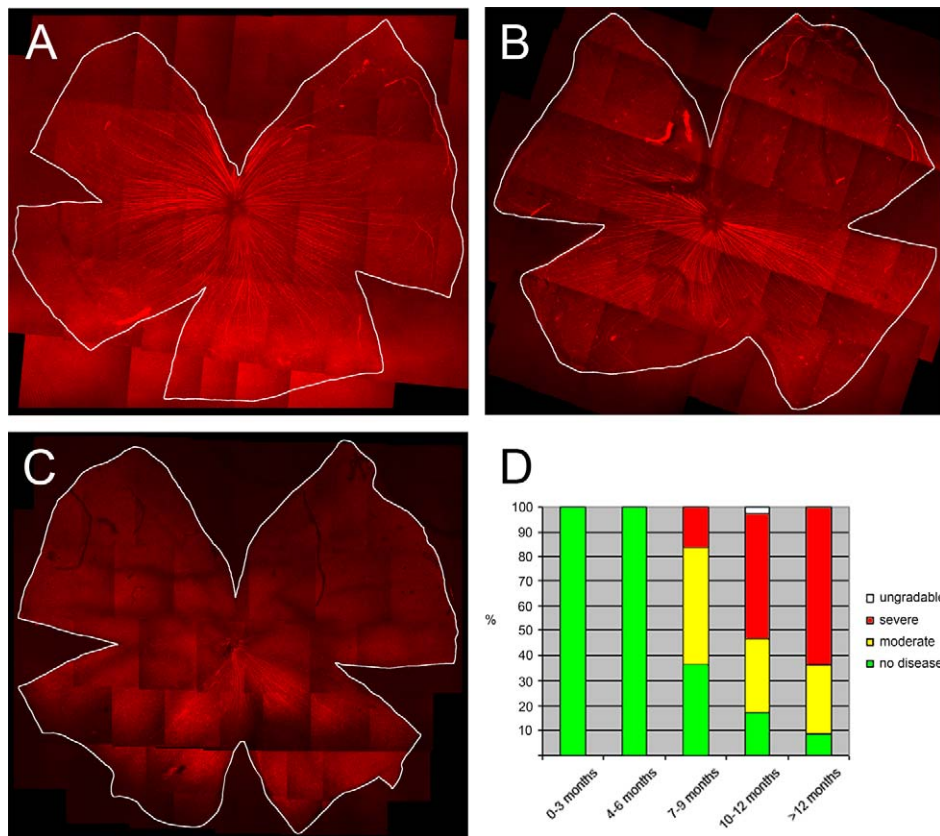 A
B
C
D
100
90
80
70
60
50
40
30
20
10
%
0-3 months
4-6 months
7-9 months
10-12 months
>12 months
ungradable
severe
moderate
no disease